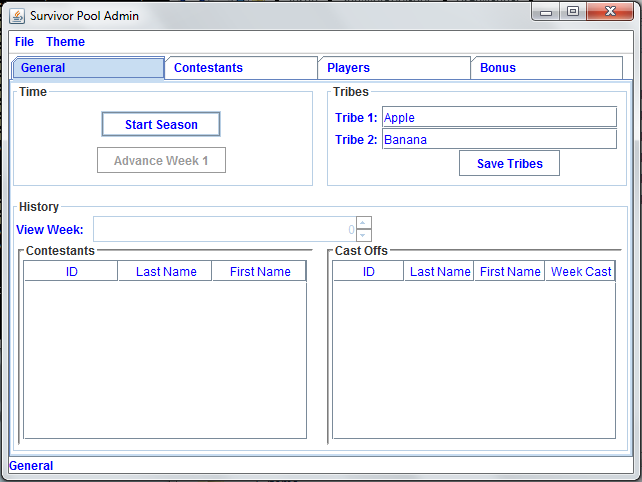 Survivor Pool Admin
File Theme
General Contestants Players Bonus
Time
Start Season
Advance Week 1
Tribes
Tribe 1: Apple
Tribe 2: Banana
Save Tribes
History
View Week: 0
Contestants
ID Last Name First Name
Cast Offs
ID Last Name First Name Week Cast
General